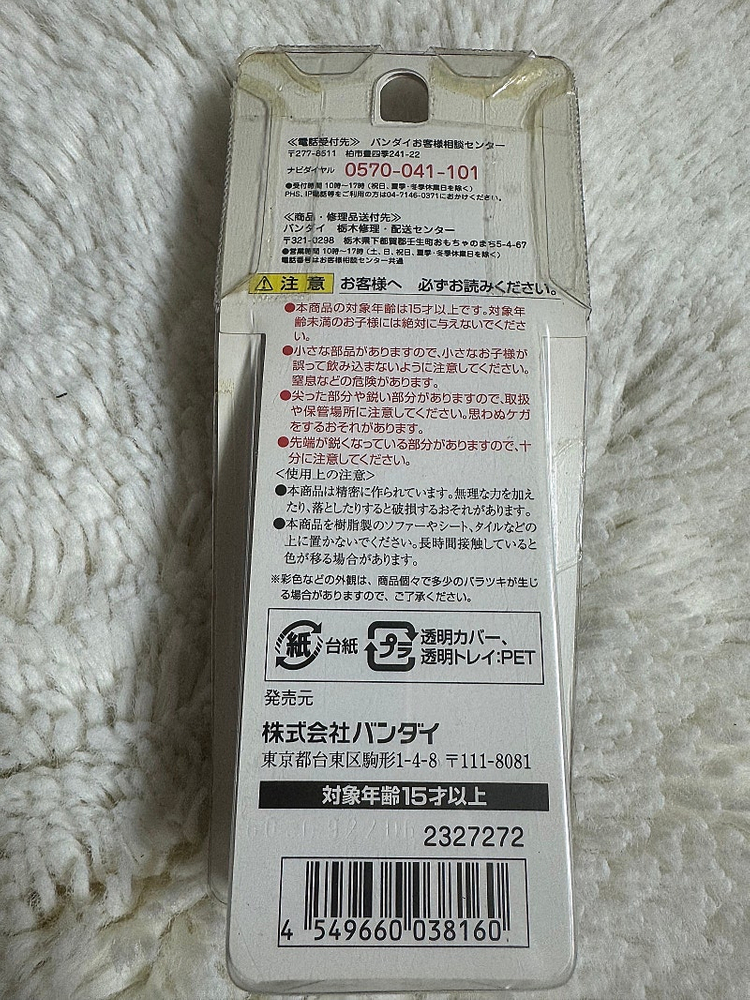 ≪電話受付先≫ バンダイお客様相談センター
〒277-8511 柏市豊四季241-22
ナビダイヤル 0570-041-101
●受付時間 10時～17時(祝日、夏季・冬季休業日を除く)
PHS、IP電話等をご利用の方は04-7146-0371におかけください。
≪商品・修理品送付先≫
バンダイ 栃木修理・配送センター
〒321-0298 栃木県下都賀郡壬生町おもちゃのまち5-4-67
●営業時間 10時～17時(土、日、祝日、夏季・冬季休業日を除く)
電話番号はお客様相談センター共通
注意 お客様へ 必ずお読みください。
●本商品の対象年齢は15才以上です。対象年
齢未満のお子様には絶対に与えないでくださ
い。
●小さな部品がありますので、小さなお子様が
誤って飲み込まないように注意してください。
窒息などの危険があります。
●尖った部分や鋭い部分がありますので、取扱
や保管場所に注意してください。思わぬケガ
をするおそれがあります。
●先端が鋭くなっている部分がありますので、十
分に注意してください。
<使用上の注意>
●本商品は精密に作られています。無理な力を加え
たり、落としたりすると破損するおそれがあります。
●本商品を樹脂製のソファーやシート、タイルなどの
上に置かないでください。長時間接触していると
色が移る場合があります。
※彩色などの外観は、商品個々で多少のバラツキが生じ
る場合がありますので、ご了承ください。
紙 台紙 プラ 透明カバー、
透明トレイ:PET
発売元
株式会社バンダイ
東京都台東区駒形1-4-8 〒111-8081
対象年齢15才以上
2327272
4 549660 038160